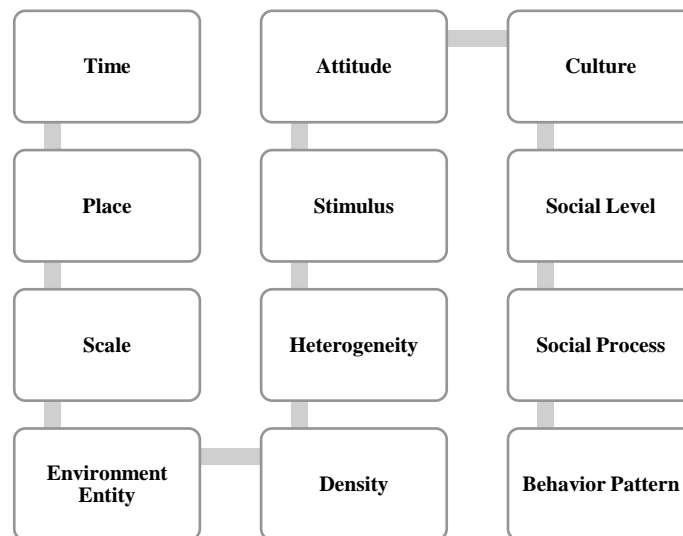 Time
Place
Scale
Environment
Entity
Density
Heterogeneity
Stimulus
Attitude
Culture
Social Level
Social Process
Behavior Pattern